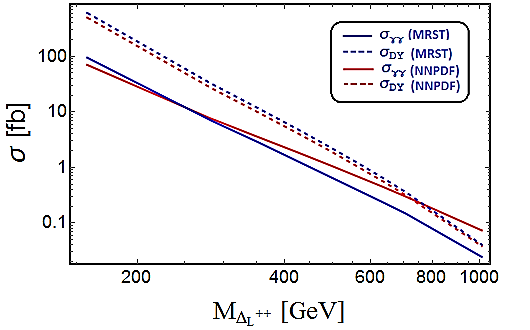 σγγ (MRST)
σDY (MRST)
σγγ (NNPDF)
σDY (NNPDF)
σ [fb]
100
10
1
0.1
200 400 600 800 1000
MΔL++ [GeV]